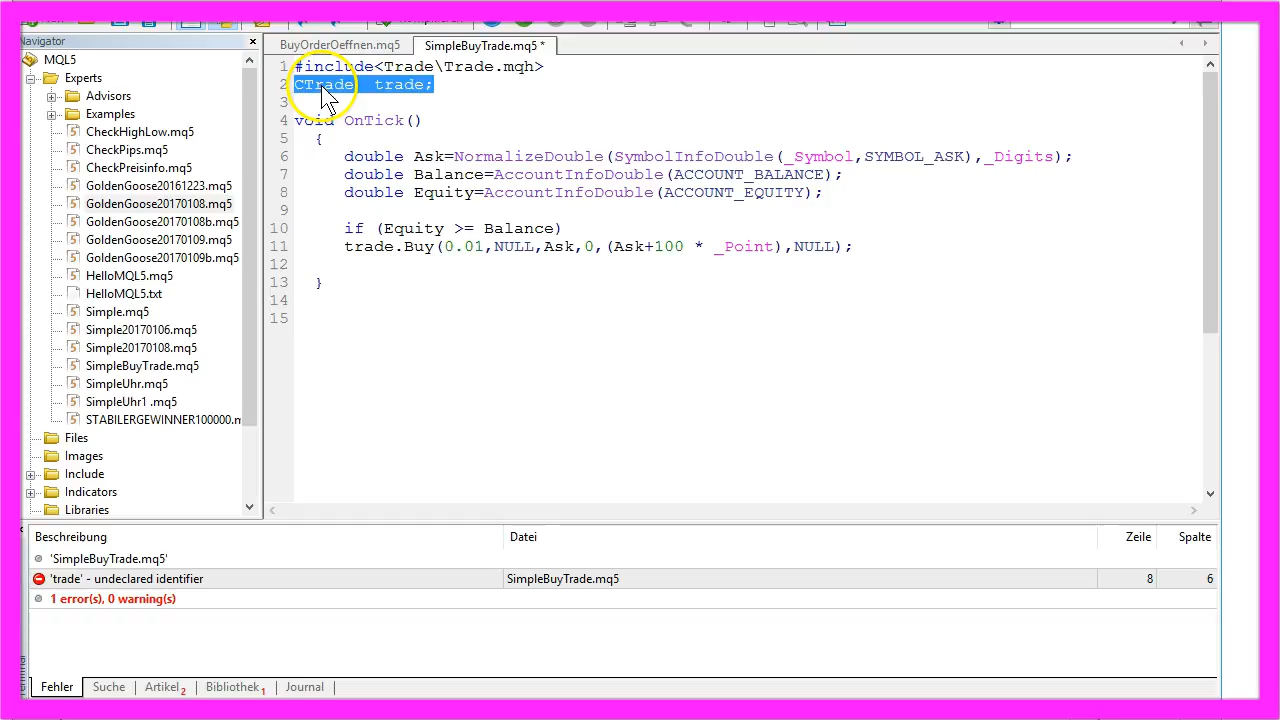 Navigator
MQL5
Experts
Advisors
Examples
CheckHighLow.mq5
CheckPips.mq5
CheckPreisinfo.mq5
GoldenGoose20161223.mq5
GoldenGoose20170108.mq5
GoldenGoose20170108b.mq5
GoldenGoose20170109.mq5
GoldenGoose20170109b.mq5
HelloMQL5.mq5
HelloMQL5.txt
Simple.mq5
Simple20170106.mq5
Simple20170108.mq5
SimpleBuyTrade.mq5
SimpleUhr.mq5
SimpleUhr1 .mq5
STABILERGEWINNER100000.m
Files
Images
Include
Indicators
Libraries
BuyOrderOeffnen.mq5 SimpleBuyTrade.mq5 *
1 #include<Trade\Trade.mqh>
2 CTrade trade;
3
4 void OnTick()
5 {
6 double Ask=NormalizeDouble(SymbolInfoDouble(_Symbol,SYMBOL_ASK),_Digits);
7 double Balance=AccountInfoDouble(ACCOUNT_BALANCE);
8 double Equity=AccountInfoDouble(ACCOUNT_EQUITY);
9
10 if (Equity >= Balance)
11 trade.Buy(0.01,NULL,Ask,0,(Ask+100 * _Point),NULL);
12
13 }
14
15
Beschreibung Datei Zeile Spalte
'SimpleBuyTrade.mq5'
'trade' - undeclared identifier SimpleBuyTrade.mq5 8 6
1 error(s), 0 warning(s)
Fehler Suche Artikel 2 Bibliothek 1 Journal